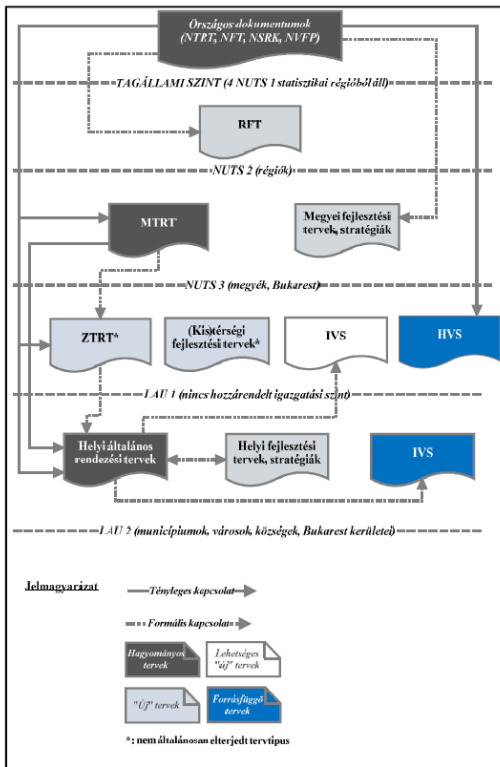 Országos dokumentumok
(NTRT, NFT, NSRK, NVFP)
TAGÁLLAMI SZINT (4 NUTS 1 statisztikai régióból áll)
RFT
NUTS 2 (régiók)
MTRT
Megyei fejlesztési
tervek, stratégiák
NUTS 3 (megyék, Bukarest)
ZTRT*
(Kis)térségi
fejlesztési tervek*
IVS
HVS
LAU 1 (nincs hozzárendelt igazgatási szint)
Helyi általános
rendezési tervek
Helyi fejlesztési
tervek, stratégiák
IVS
LAU 2 (municípiumok, városok, községek, Bukarest kerületei)
Jelmagyarázat
Tényleges kapcsolat
Formális kapcsolat
Hagyományos
tervek
Lehetséges
"új" tervek
"Új" tervek
Forrásfüggő
tervek
*: nem általánosan elterjedt tervtípus